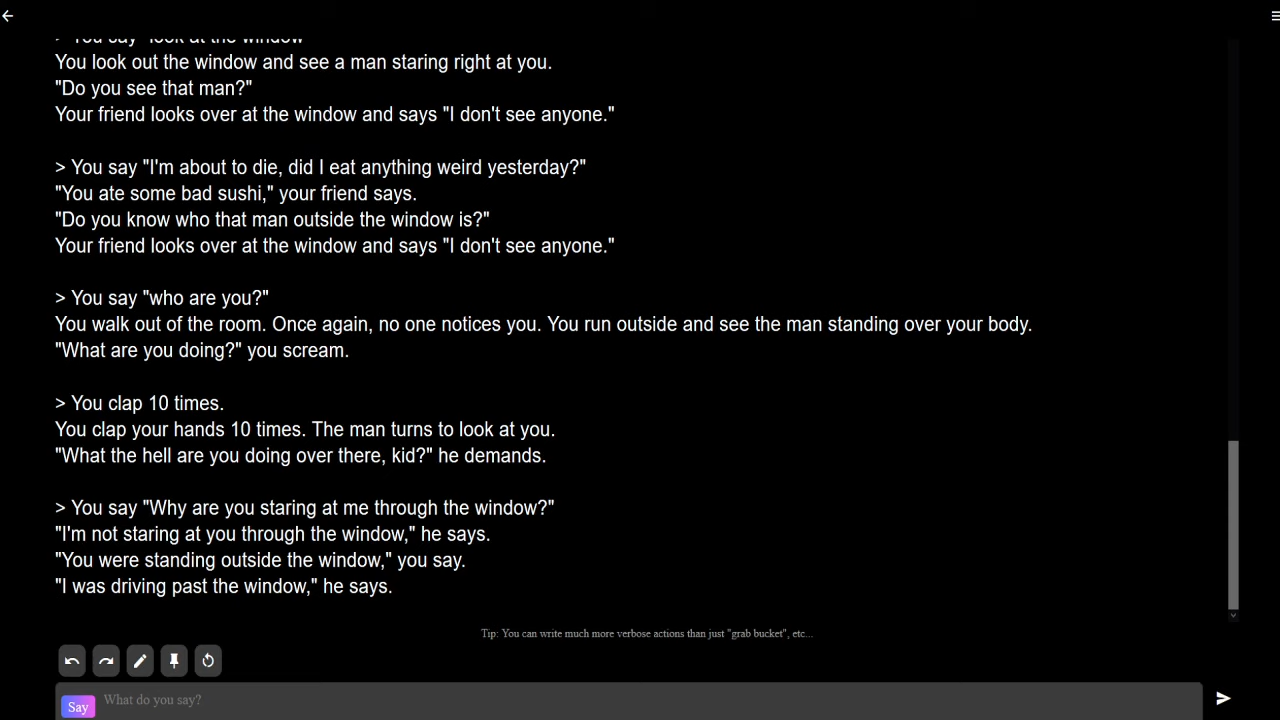 > You say "look at the window"
You look out the window and see a man staring right at you.
"Do you see that man?"
Your friend looks over at the window and says "I don't see anyone."
> You say "I'm about to die, did I eat anything weird yesterday?"
"You ate some bad sushi," your friend says.
"Do you know who that man outside the window is?"
Your friend looks over at the window and says "I don't see anyone."
> You say "who are you?"
You walk out of the room. Once again, no one notices you. You run outside and see the man standing over your body.
"What are you doing?" you scream.
> You clap 10 times.
You clap your hands 10 times. The man turns to look at you.
"What the hell are you doing over there, kid?" he demands.
> You say "Why are you staring at me through the window?"
"I'm not staring at you through the window," he says.
"You were standing outside the window," you say.
"I was driving past the window," he says.
Tip: You can write much more verbose actions than just "grab bucket", etc...
Say What do you say?